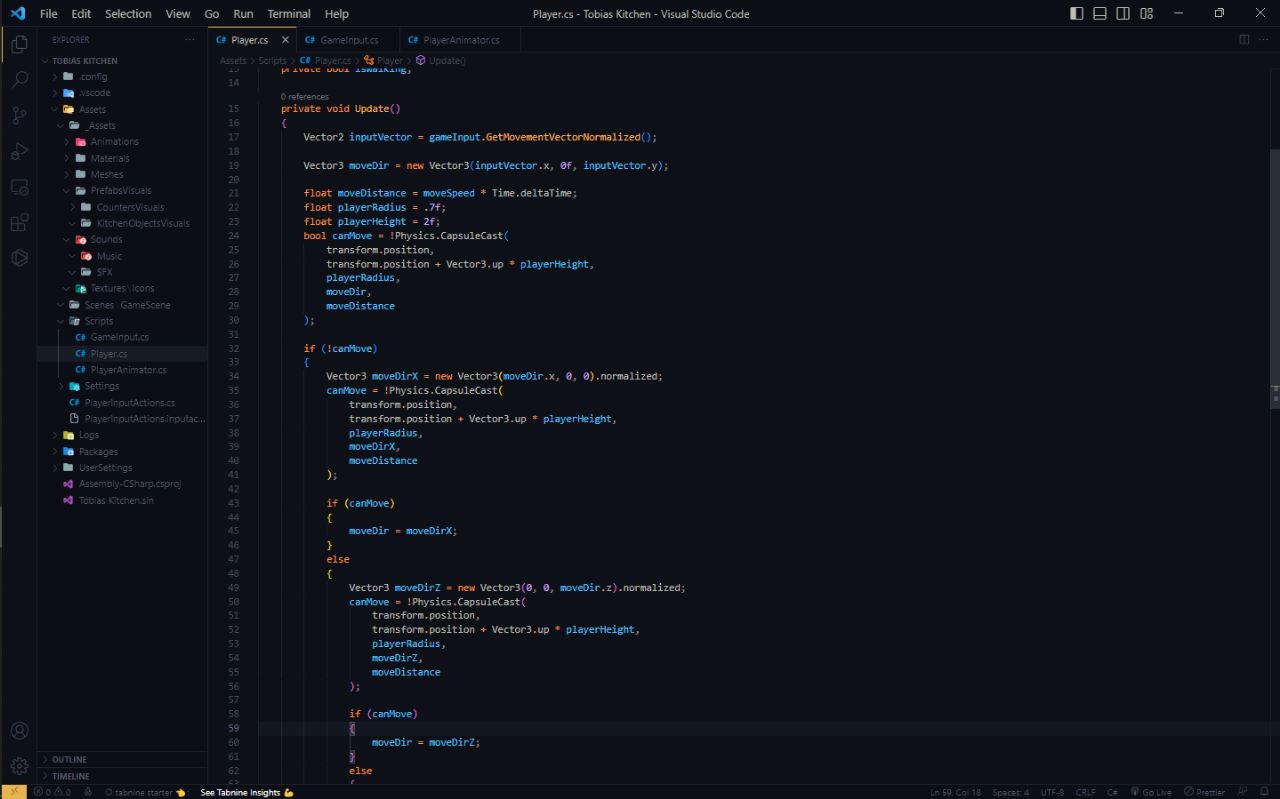 File Edit Selection View Go Run Terminal Help
Player.cs - Tobias Kitchen - Visual Studio Code
EXPLORER
TOBIAS KITCHEN
.config
.vscode
Assets
_Assets
Animations
Materials
Meshes
PrefabsVisuals
CountersVisuals
KitchenObjectsVisuals
Sounds
Music
SFX
Textures\Icons
Scenes\GameScene
Scripts
GameInput.cs
Player.cs
PlayerAnimator.cs
Settings
PlayerInputActions.cs
PlayerInputActions.inputac...
Logs
Packages
UserSettings
Assembly-CSharp.csproj
Tobias Kitchen.sln
OUTLINE
TIMELINE
C# Player.cs C# GameInput.cs C# PlayerAnimator.cs
Assets > Scripts > C# Player.cs > Player > Update()
13 private bool isWalking;
14
0 references
15 private void Update()
16 {
17 Vector2 inputVector = gameInput.GetMovementVectorNormalized();
18
19 Vector3 moveDir = new Vector3(inputVector.x, 0f, inputVector.y);
20
21 float moveDistance = moveSpeed * Time.deltaTime;
22 float playerRadius = .7f;
23 float playerHeight = 2f;
24 bool canMove = !Physics.CapsuleCast(
25 transform.position,
26 transform.position + Vector3.up * playerHeight,
27 playerRadius,
28 moveDir,
29 moveDistance
30 );
31
32 if (!canMove)
33 {
34 Vector3 moveDirX = new Vector3(moveDir.x, 0, 0).normalized;
35 canMove = !Physics.CapsuleCast(
36 transform.position,
37 transform.position + Vector3.up * playerHeight,
38 playerRadius,
39 moveDirX,
40 moveDistance
41 );
42
43 if (canMove)
44 {
45 moveDir = moveDirX;
46 }
47 else
48 {
49 Vector3 moveDirZ = new Vector3(0, 0, moveDir.z).normalized;
50 canMove = !Physics.CapsuleCast(
51 transform.position,
52 transform.position + Vector3.up * playerHeight,
53 playerRadius,
54 moveDirZ,
55 moveDistance
56 );
57
58 if (canMove)
59 {
60 moveDir = moveDirZ;
61 }
62 else
63 {
0 0 tabnine starter See Tabnine Insights Ln 59, Col 18 Spaces: 4 UTF-8 CRLF C# Go Live Prettier